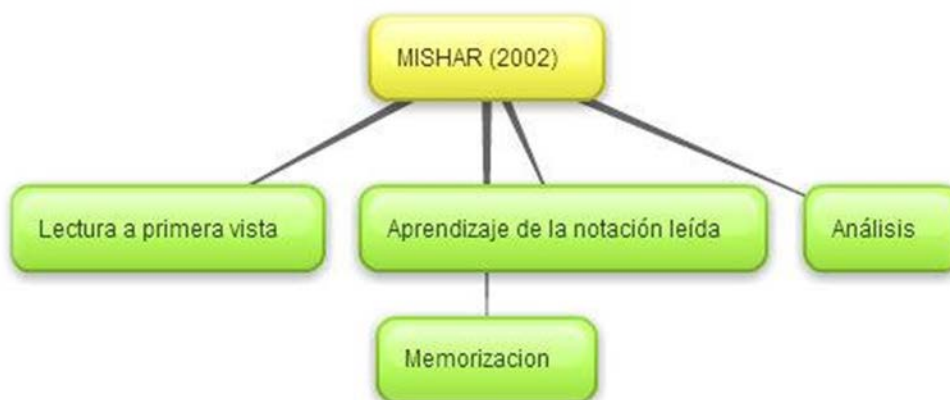 MISHAR (2002)
Lectura a primera vista
Aprendizaje de la notación leída
Análisis
Memorizacion